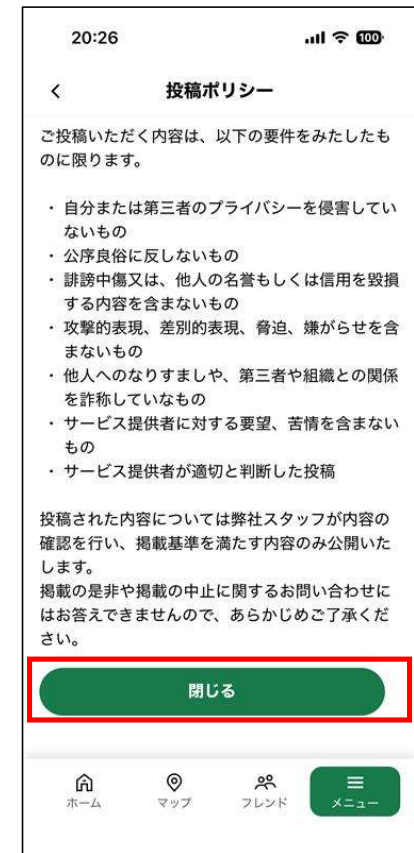 20:26 100
投稿ポリシー
ご投稿いただく内容は、以下の要件をみたしたも
のに限ります。
・ 自分または第三者のプライバシーを侵害してい
ないもの
・ 公序良俗に反しないもの
・ 誹謗中傷又は、他人の名誉もしくは信用を毀損
する内容を含まないもの
・ 攻撃的表現、差別的表現、脅迫、嫌がらせを含
まないもの
・ 他人へのなりすましや、第三者や組織との関係
を詐称していなもの
・ サービス提供者に対する要望、苦情を含まない
もの
・ サービス提供者が適切と判断した投稿
投稿された内容については弊社スタッフが内容の
確認を行い、掲載基準を満たす内容のみ公開いた
します。
掲載の是非や掲載の中止に関するお問い合わせに
はお答えできませんので、あらかじめご了承くだ
さい。
閉じる
ホーム マップ フレンド メニュー